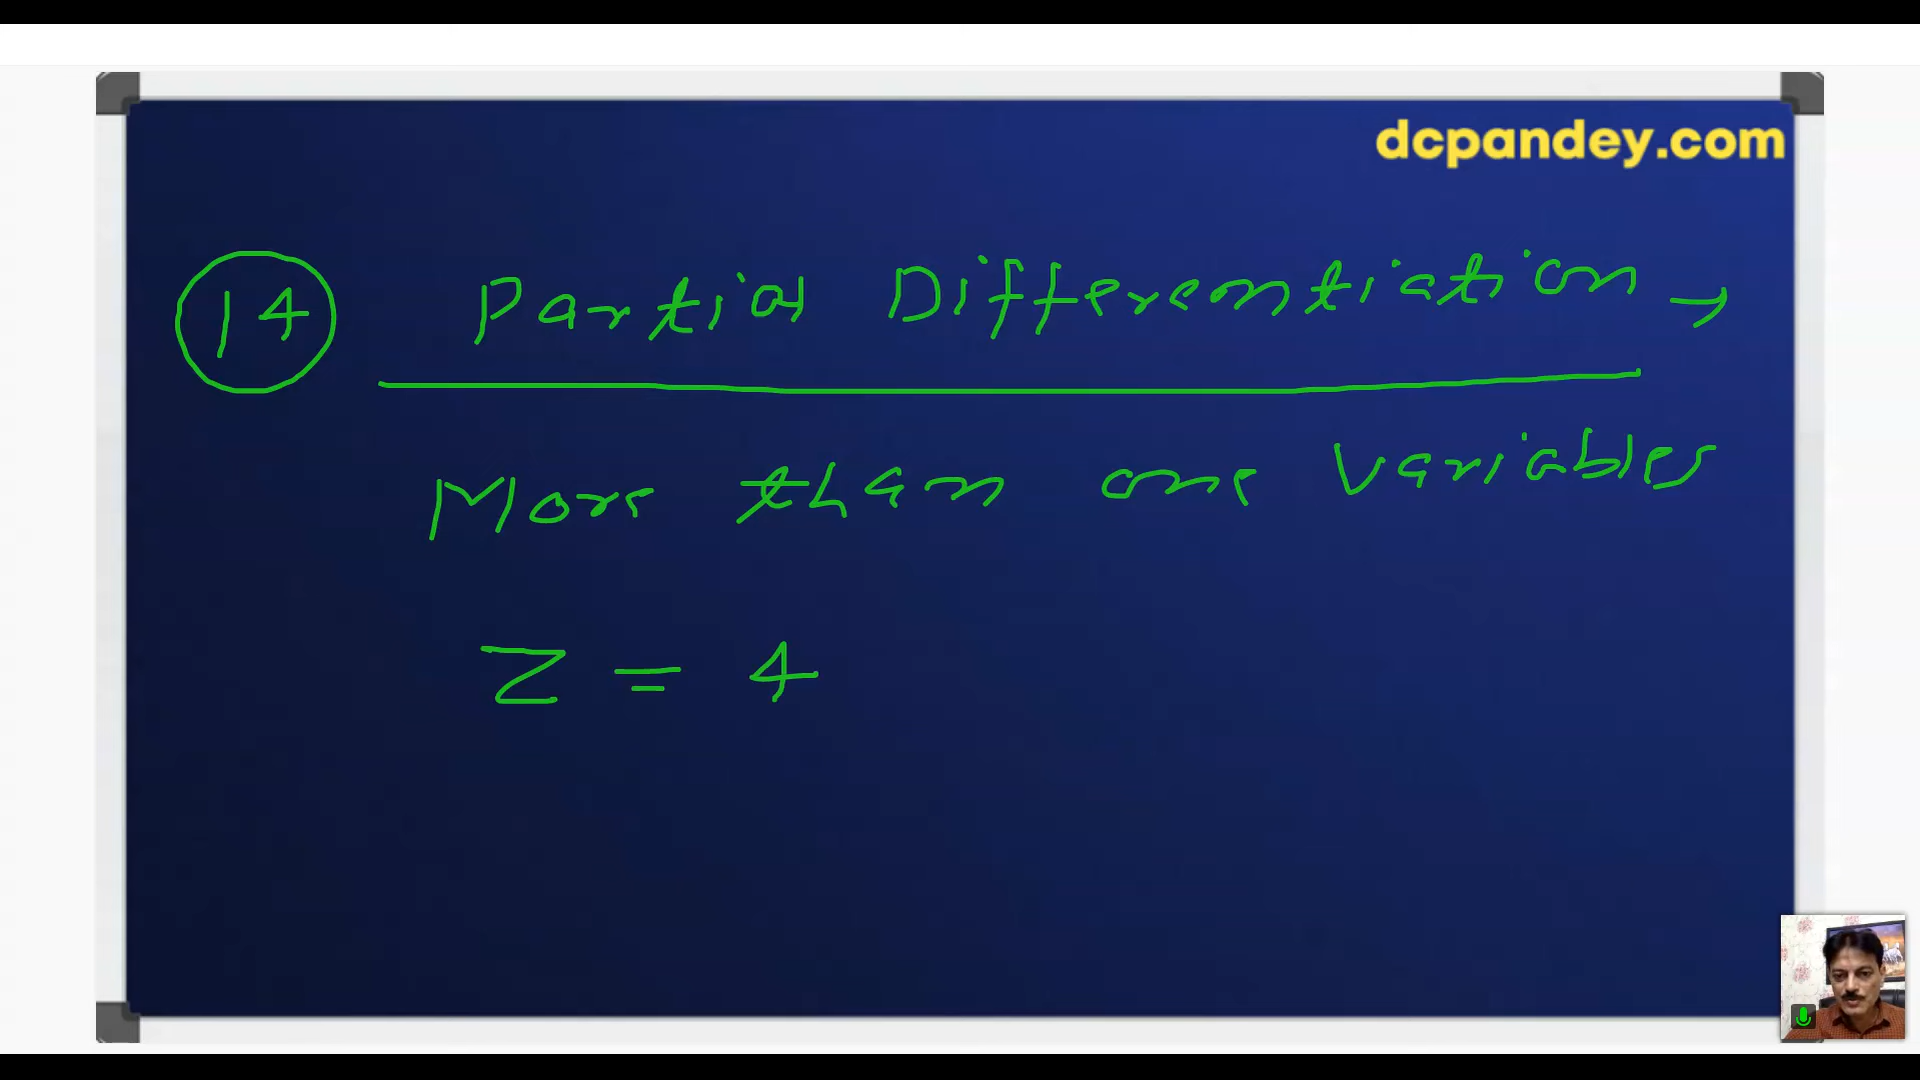 dcpandey.com
14 Partial Differentiation →
More than one Variables
Z = 4